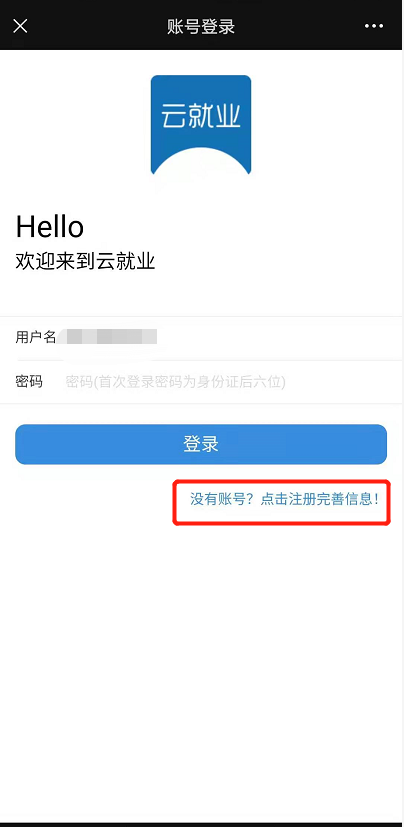 账号登录
云就业
Hello
欢迎来到云就业
用户名
密码 密码(首次登录密码为身份证后六位)
登录
没有账号？点击注册完善信息！